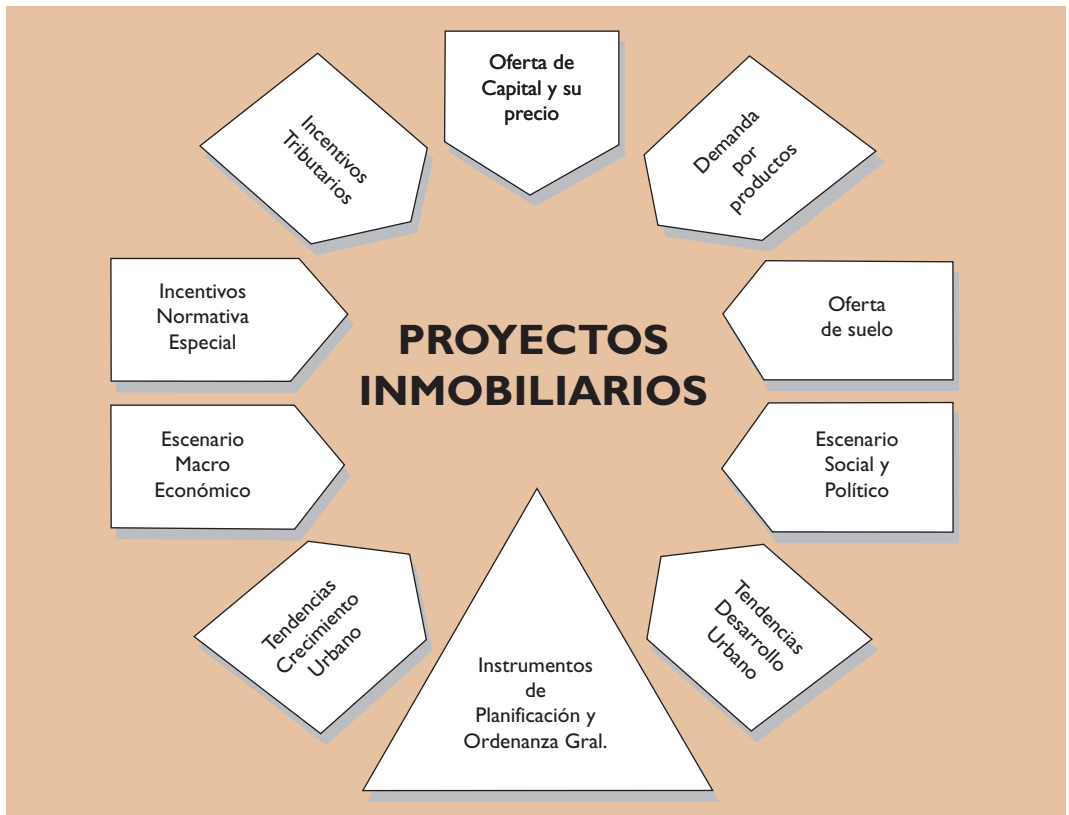 Oferta de
Capital y su
precio
Incentivos
Tributarios
Demanda
por
productos
Incentivos
Normativa
Especial
PROYECTOS
INMOBILIARIOS
Oferta
de suelo
Escenario
Macro
Económico
Escenario
Social y
Político
Tendencias
Crecimiento
Urbano
Instrumentos
de
Planificación y
Ordenanza Gral.
Tendencias
Desarrollo
Urbano